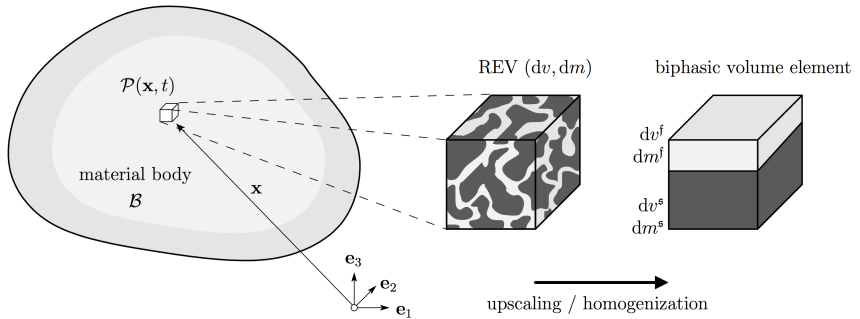 REV (dv, dm)
biphasic volume element
𝒫(x, t)
dv^𝔣
dm^𝔣
material body
ℬ
x
dv^𝔰
dm^𝔰
e₃
e₂
e₁
upscaling / homogenization